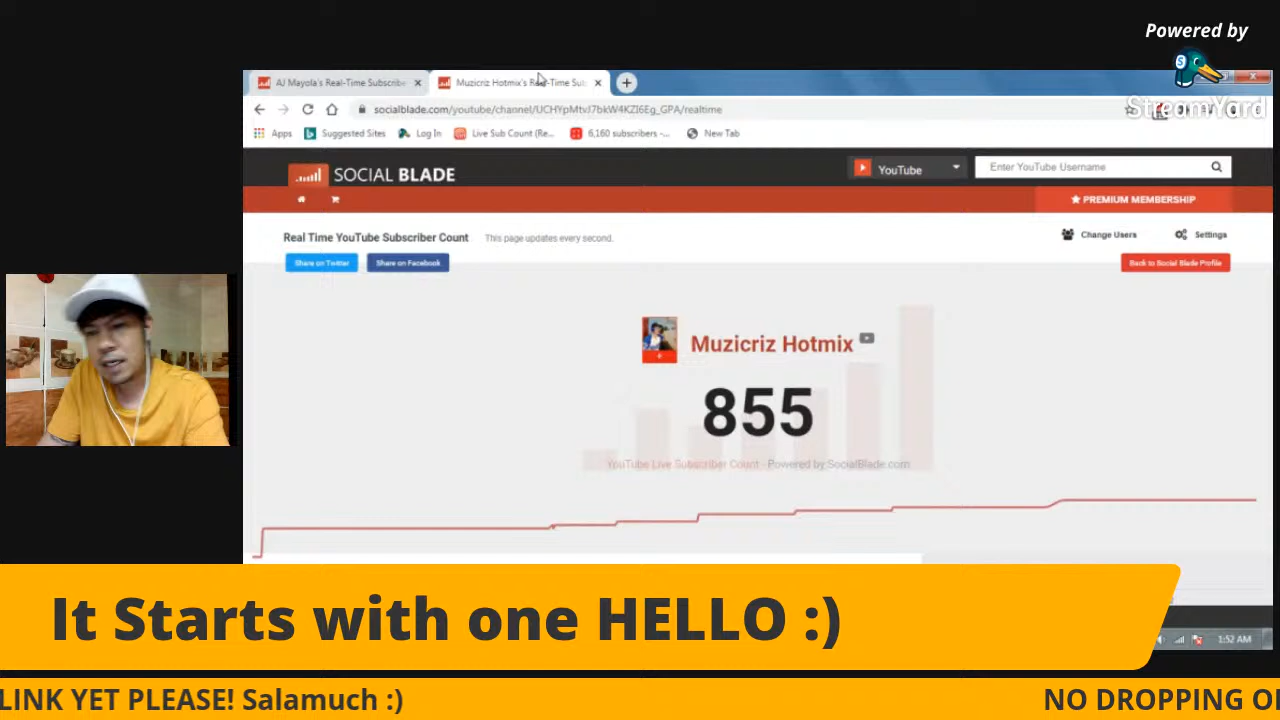 Powered by
StreamYard
AJ Mayola's Real-Time Subscribe
Muzicriz Hotmix's Real-Time Su
socialblade.com/youtube/channel/UCHYpMtvJ7bkW4KZI6Eg_GPA/realtime
Apps Suggested Sites Log In Live Sub Count (Re... 6,160 subscribers -... New Tab
SOCIAL BLADE
YouTube
Enter YouTube Username
PREMIUM MEMBERSHIP
Real Time YouTube Subscriber Count
This page updates every second.
Change Users
Settings
Share on Twitter
Share on Facebook
Back to Social Blade Profile
Muzicriz Hotmix
855
YouTube Live Subscriber Count - Powered by SocialBlade.com
It Starts with one HELLO :)
1:52 AM
LINK YET PLEASE! Salamuch :)
NO DROPPING O